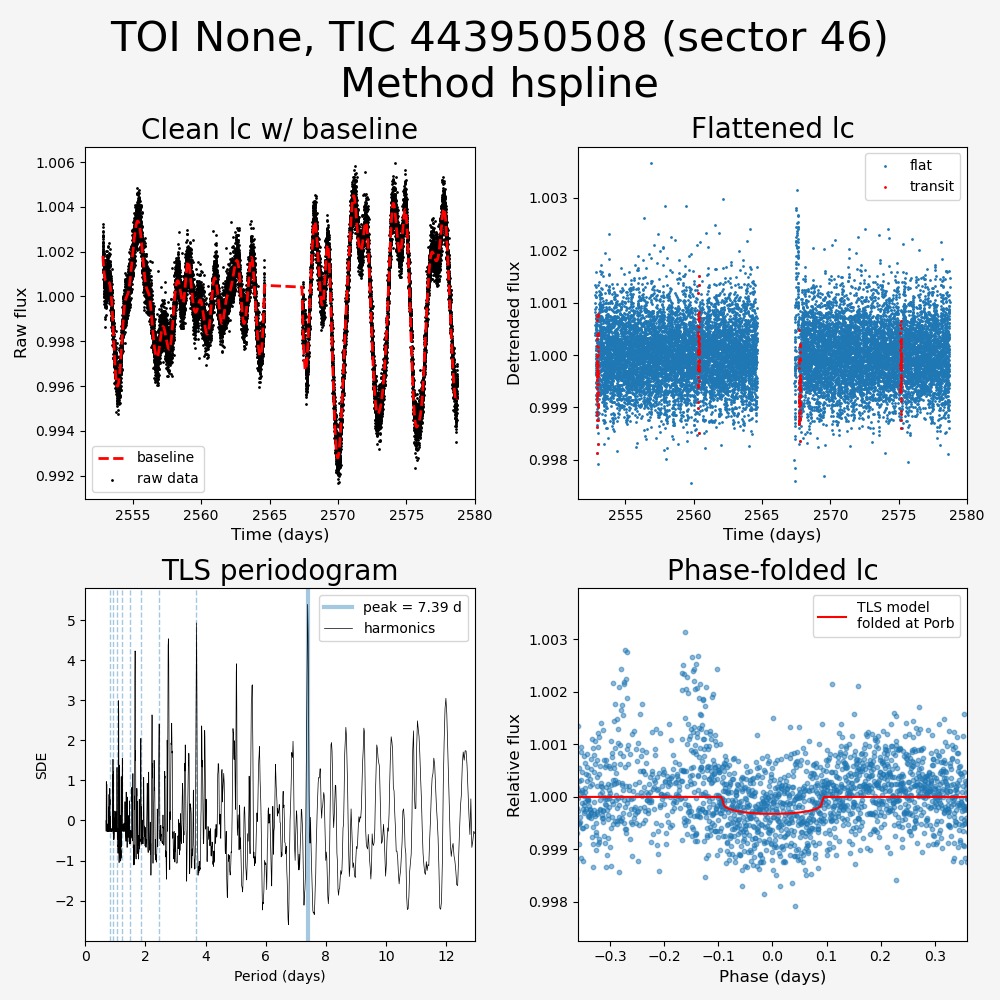 TOI None, TIC 443950508 (sector 46)
Method hspline
Clean lc w/ baseline
Raw flux
1.006
1.004
1.002
1.000
0.998
0.996
0.994
0.992
baseline
raw data
2555
2560
2565
2570
2575
2580
Time (days)
Flattened lc
Detrended flux
1.003
1.002
1.001
1.000
0.999
0.998
flat
transit
2555
2560
2565
2570
2575
2580
Time (days)
TLS periodogram
SDE
5
4
3
2
1
0
−1
−2
peak = 7.39 d
harmonics
0
2
4
6
8
10
12
Period (days)
Phase-folded lc
Relative flux
1.003
1.002
1.001
1.000
0.999
0.998
TLS model
folded at Porb
−0.3
−0.2
−0.1
0.0
0.1
0.2
0.3
Phase (days)